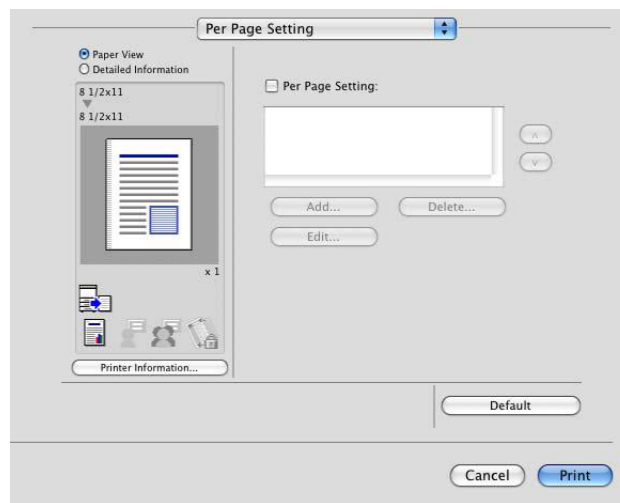 Per Page Setting
Paper View
Detailed Information
8 1/2x11
8 1/2x11
x 1
Printer Information...
Per Page Setting:
Add...
Delete...
Edit...
Default
Cancel
Print